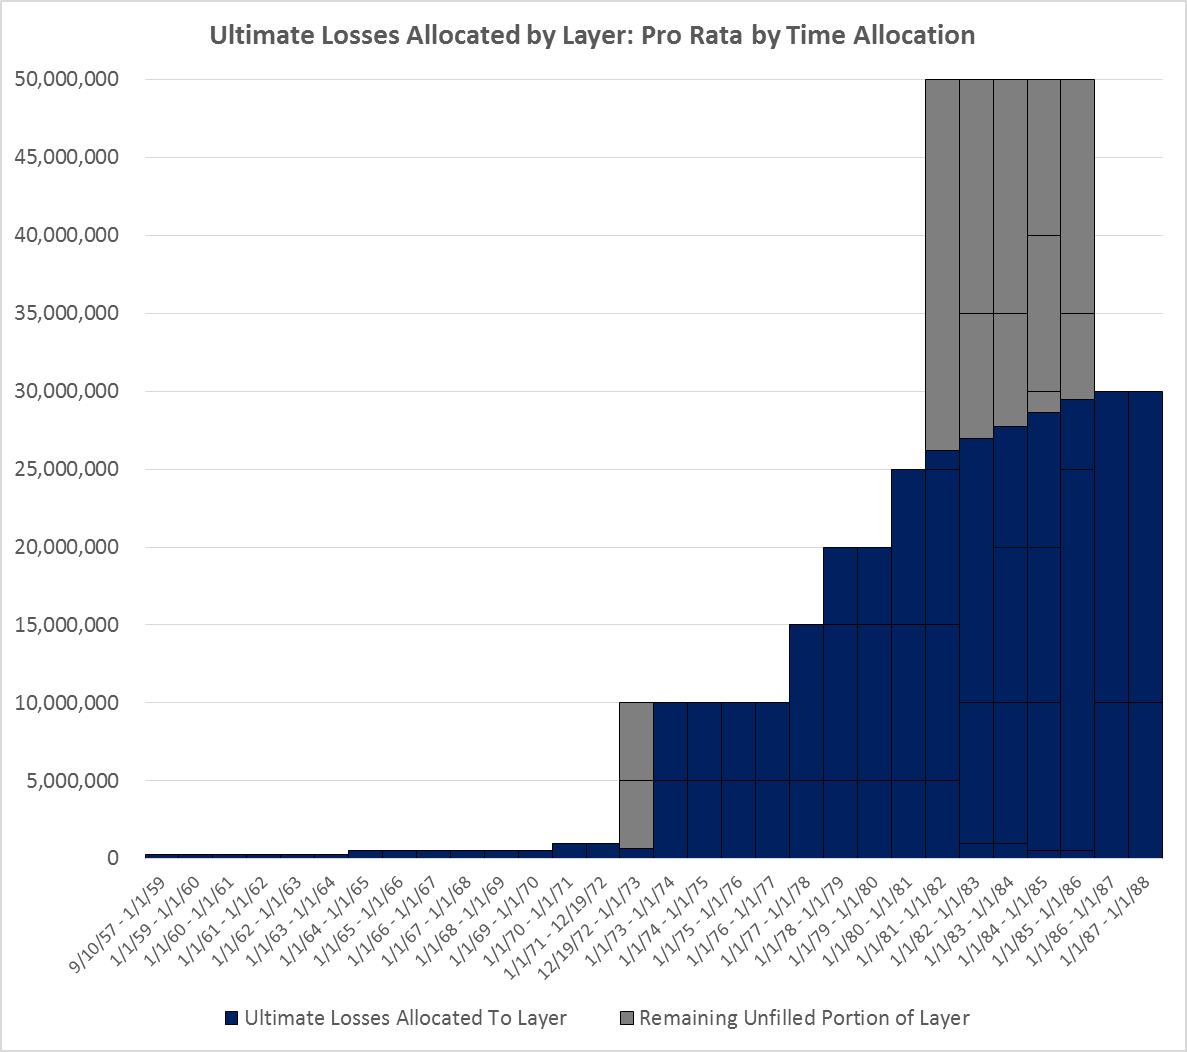 Ultimate Losses Allocated by Layer: Pro Rata by Time Allocation
50,000,000
45,000,000
40,000,000
35,000,000
30,000,000
25,000,000
20,000,000
15,000,000
10,000,000
5,000,000
0
9/10/57 - 1/1/59
1/1/59 - 1/1/60
1/1/60 - 1/1/61
1/1/61 - 1/1/62
1/1/62 - 1/1/63
1/1/63 - 1/1/64
1/1/64 - 1/1/65
1/1/65 - 1/1/66
1/1/66 - 1/1/67
1/1/67 - 1/1/68
1/1/68 - 1/1/69
1/1/69 - 1/1/70
1/1/70 - 1/1/71
1/1/71 - 12/19/72
12/19/72 - 1/1/73
1/1/73 - 1/1/74
1/1/74 - 1/1/75
1/1/75 - 1/1/76
1/1/76 - 1/1/77
1/1/77 - 1/1/78
1/1/78 - 1/1/79
1/1/79 - 1/1/80
1/1/80 - 1/1/81
1/1/81 - 1/1/82
1/1/82 - 1/1/83
1/1/83 - 1/1/84
1/1/84 - 1/1/85
1/1/85 - 1/1/86
1/1/86 - 1/1/87
1/1/87 - 1/1/88
Ultimate Losses Allocated To Layer
Remaining Unfilled Portion of Layer